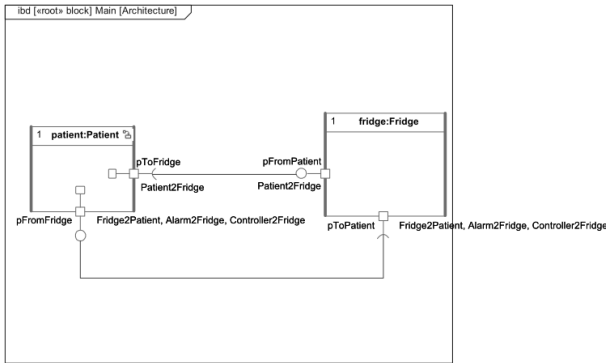 ibd [«root» block] Main [Architecture]
1 patient:Patient
1 fridge:Fridge
pToFridge
pFromPatient
Patient2Fridge
Patient2Fridge
pFromFridge
Fridge2Patient, Alarm2Fridge, Controller2Fridge
pToPatient
Fridge2Patient, Alarm2Fridge, Controller2Fridge